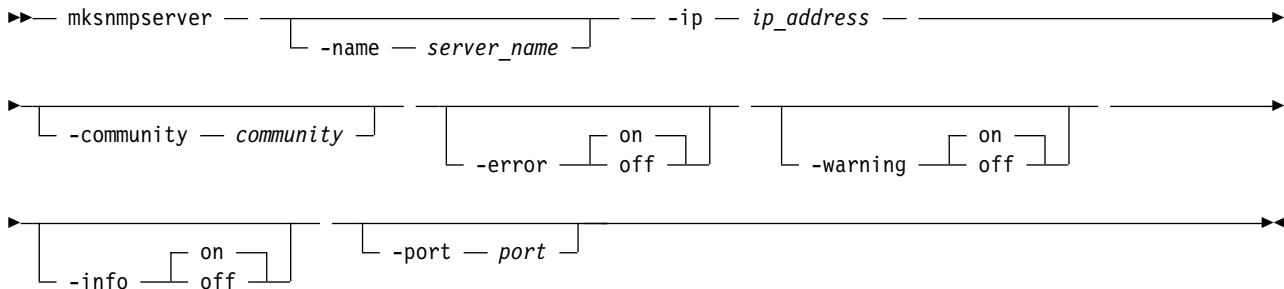 mksnmpserver -name server_name -ip ip_address
-community community -error on off -warning on off
-info on off -port port